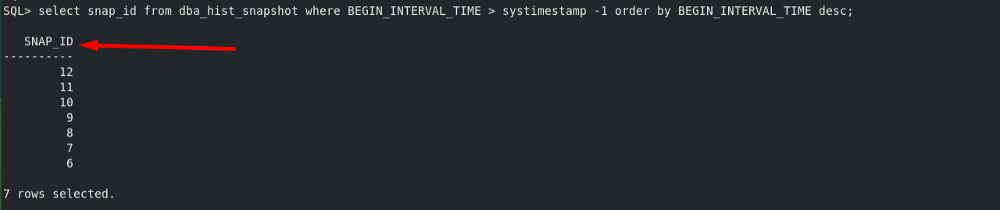 SQL> select snap_id from dba_hist_snapshot where BEGIN_INTERVAL_TIME > systimestamp -1 order by BEGIN_INTERVAL_TIME desc;
SNAP_ID
----------
12
11
10
9
8
7
6
7 rows selected.